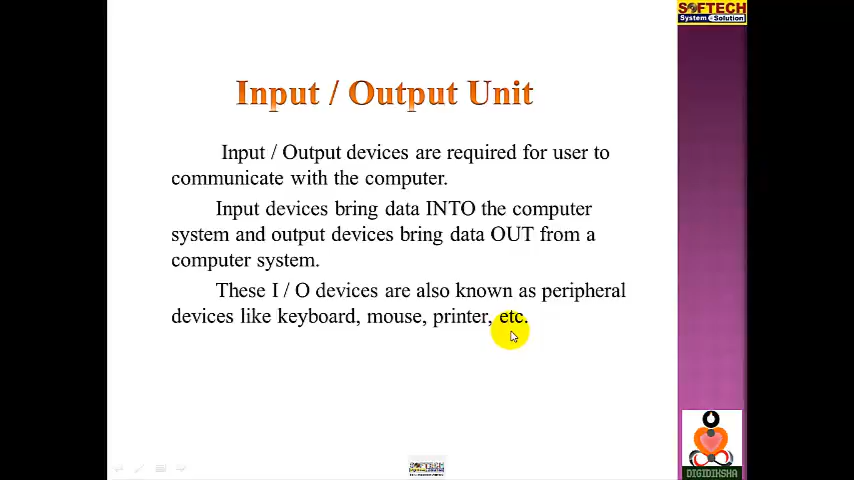 SOFTECH
System Solution
Input / Output Unit
Input / Output devices are required for user to
communicate with the computer.
Input devices bring data INTO the computer
system and output devices bring data OUT from a
computer system.
These I / O devices are also known as peripheral
devices like keyboard, mouse, printer, etc.
DIGIDIKSHA